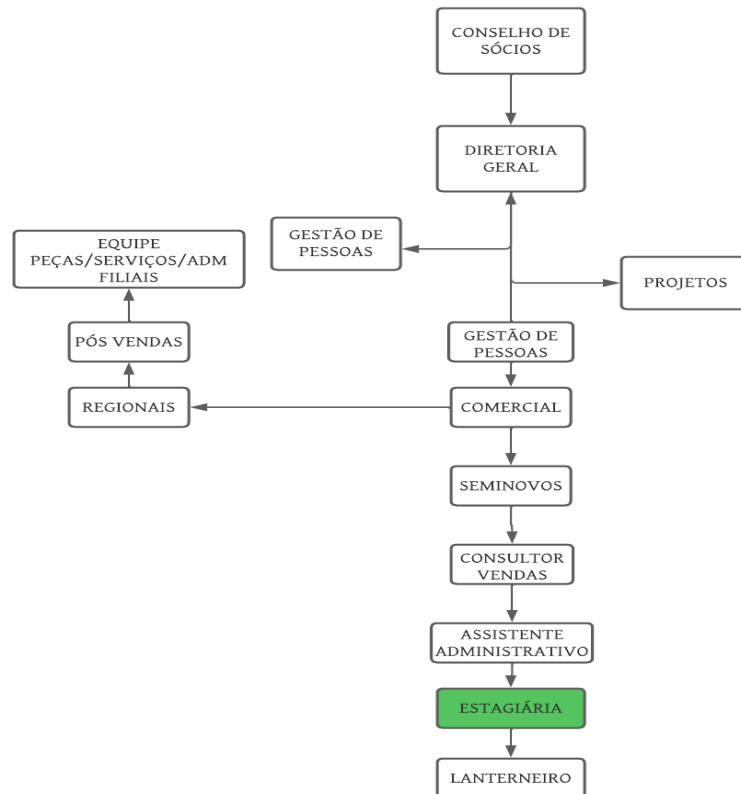 CONSELHO DE
SÓCIOS
DIRETORIA
GERAL
GESTÃO DE
PESSOAS
EQUIPE
PEÇAS/SERVIÇOS/ADM
FILIAIS
PROJETOS
PÓS VENDAS
GESTÃO DE
PESSOAS
REGIONAIS
COMERCIAL
SEMINOVOS
CONSULTOR
VENDAS
ASSISTENTE
ADMINISTRATIVO
ESTAGIÁRIA
LANTERNEIRO